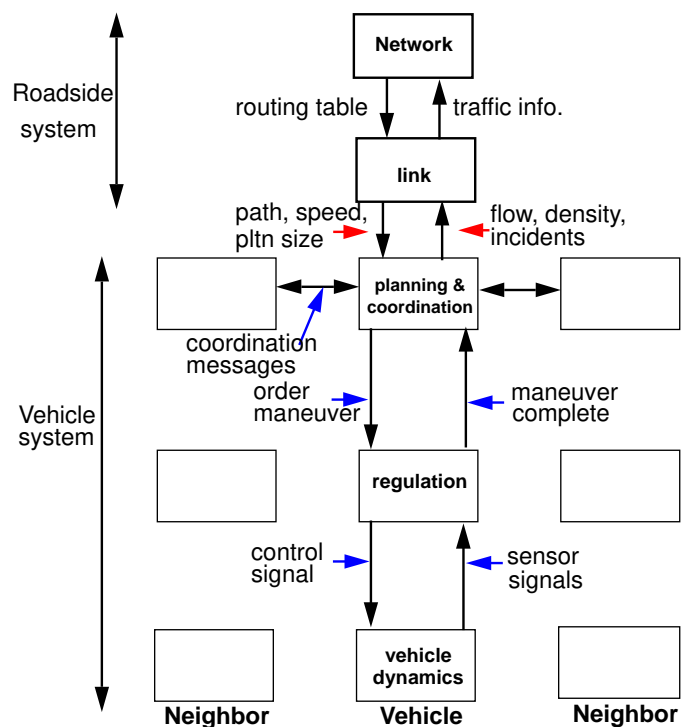 Network
Roadside
system
routing table
traffic info.
link
path, speed,
pltn size
flow, density,
incidents
planning &
coordination
coordination
messages
order
maneuver
maneuver
complete
Vehicle
system
regulation
control
signal
sensor
signals
vehicle
dynamics
Neighbor
Vehicle
Neighbor